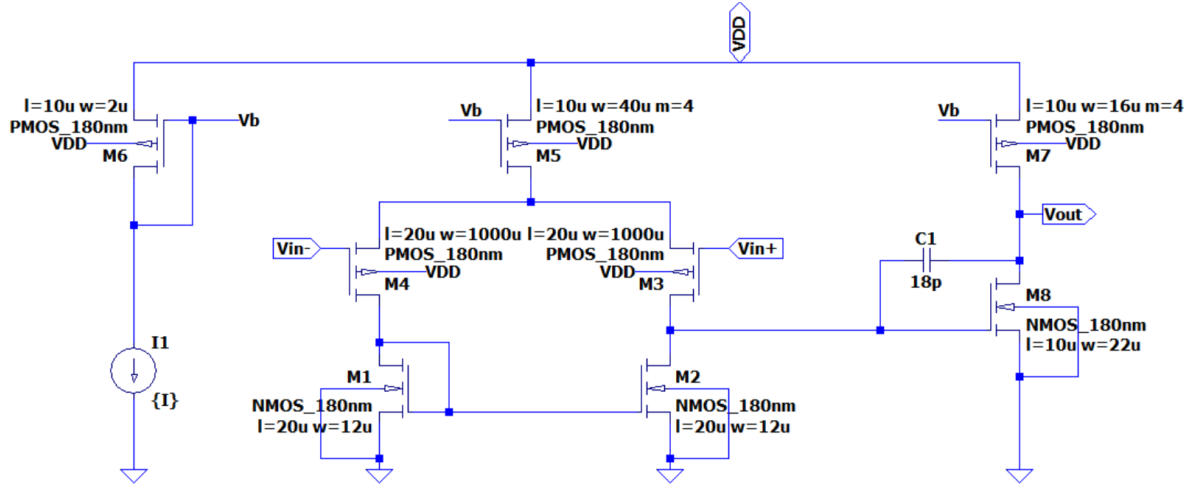 VDD
l=10u w=2u
PMOS_180nm
VDD
M6
Vb
Vb
l=10u w=40u m=4
PMOS_180nm
VDD
M5
l=10u w=16u m=4
PMOS_180nm
VDD
M7
Vin-
l=20u w=1000u
PMOS_180nm
VDD
M4
l=20u w=1000u
PMOS_180nm
VDD
M3
Vin+
Vb
Vout
C1
18p
M8
NMOS_180nm
l=10u w=22u
I1
{I}
M1
NMOS_180nm
l=20u w=12u
M2
NMOS_180nm
l=20u w=12u